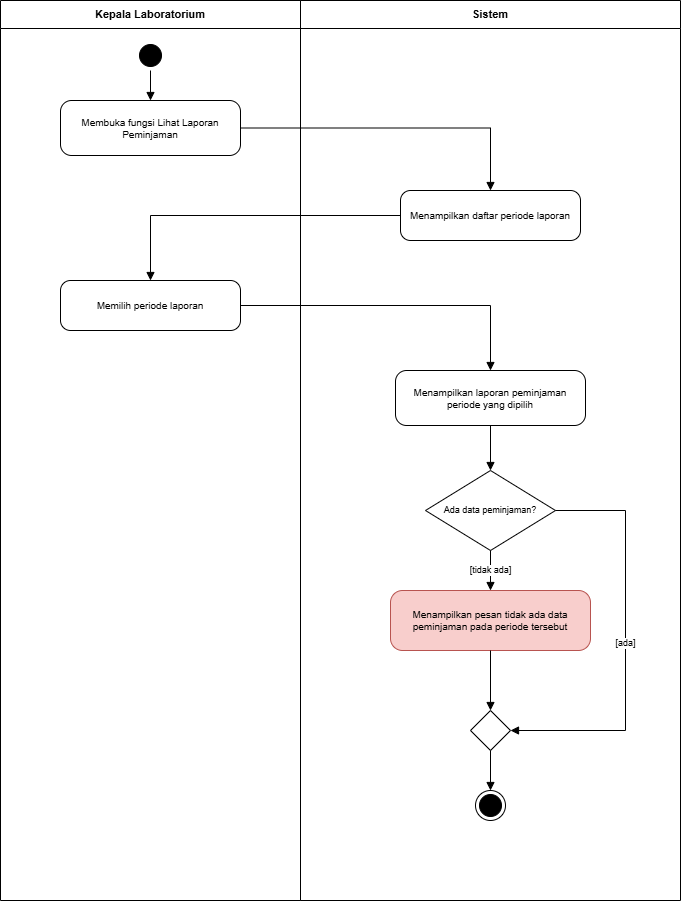 Kepala Laboratorium
Sistem
Membuka fungsi Lihat Laporan
Peminjaman
Menampilkan daftar periode laporan
Memilih periode laporan
Menampilkan laporan peminjaman
periode yang dipilih
Ada data peminjaman?
[tidak ada]
Menampilkan pesan tidak ada data
peminjaman pada periode tersebut
[ada]